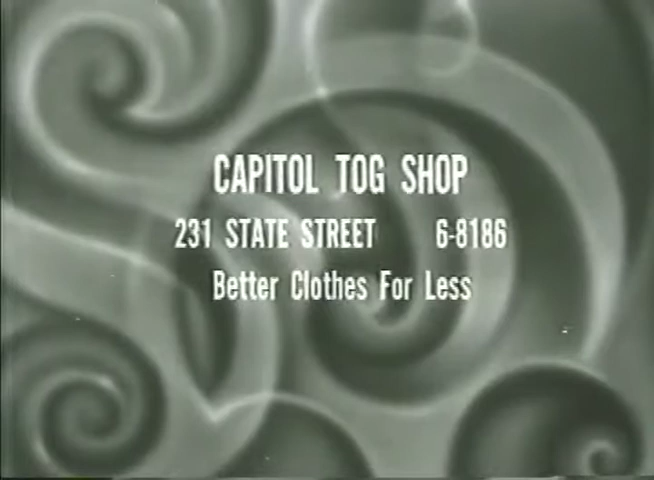 CAPITOL TOG SHOP
231 STATE STREET 6-8186
Better Clothes For Less